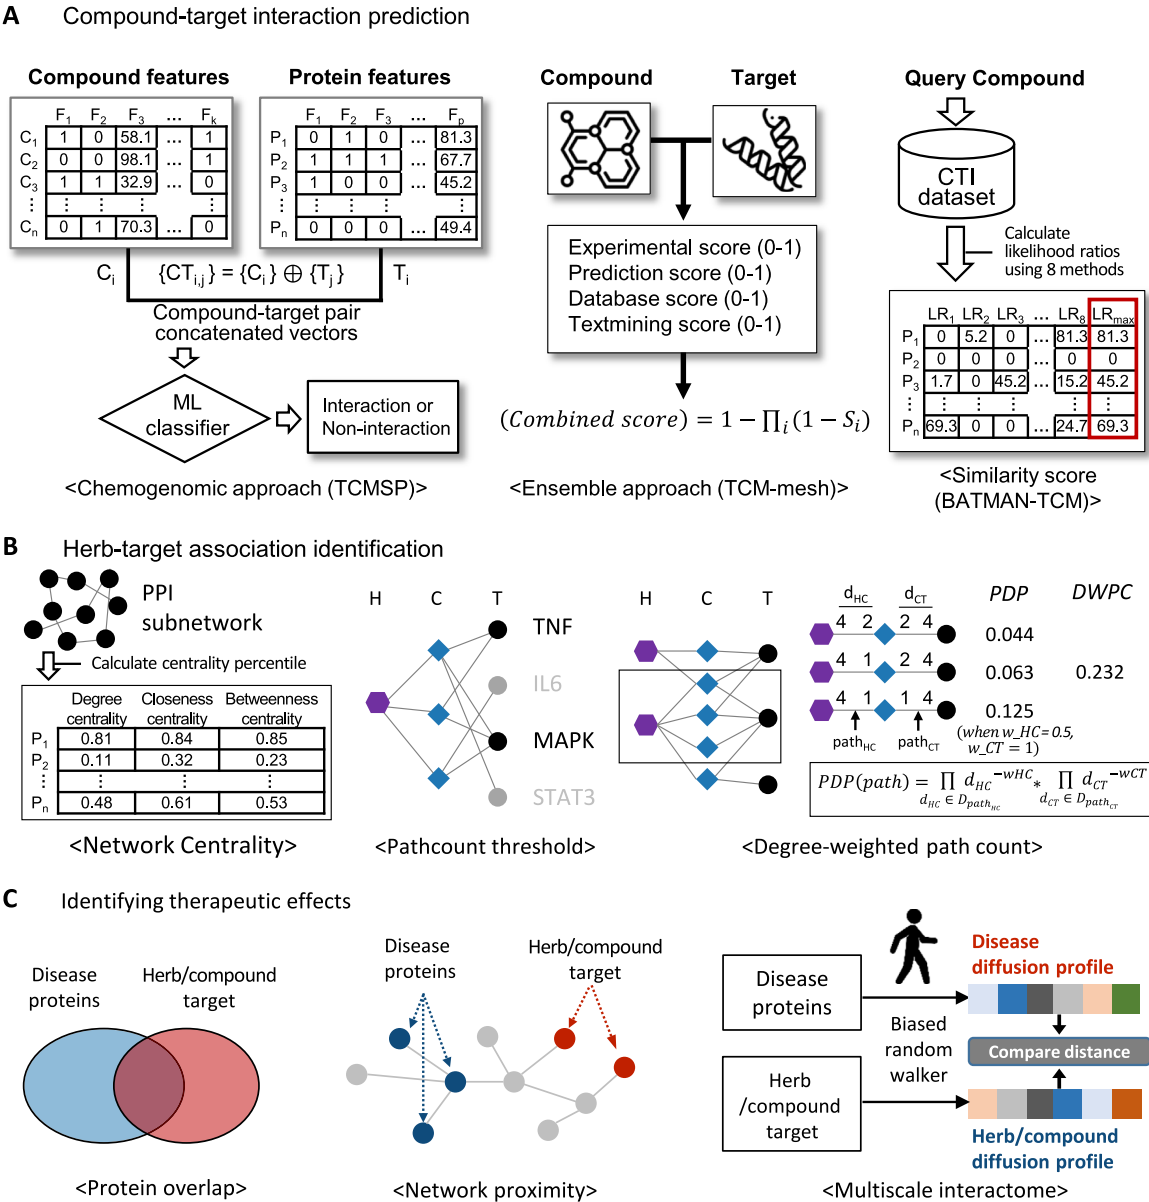 A Compound-target interaction prediction
Compound features
F1 F2 F3 ... Fk
C1 1 0 58.1 ... 1
C2 0 0 98.1 ... 1
C3 1 1 32.9 ... 0
⋮ ⋮ ⋮ ⋮ ⋮
Cn 0 1 70.3 ... 0
Protein features
F1 F2 F3 ... Fp
P1 0 1 0 ... 81.3
P2 1 1 1 ... 67.7
P3 1 0 0 ... 45.2
⋮ ⋮ ⋮ ⋮ ⋮
Pn 0 0 0 ... 49.4
Ci {CTi,j} = {Ci} ⊕ {Tj} Ti
Compound-target pair
concatenated vectors
ML
classifier
Interaction or
Non-interaction
<Chemogenomic approach (TCMSP)>
Compound Target
Experimental score (0-1)
Prediction score (0-1)
Database score (0-1)
Textmining score (0-1)
(Combined score) = 1 − ∏i(1 − Si)
<Ensemble approach (TCM-mesh)>
Query Compound
CTI
dataset
Calculate
likelihood ratios
using 8 methods
LR1 LR2 LR3 ... LR8 LRmax
P1 0 5.2 0 ... 81.3 81.3
P2 0 0 0 ... 0 0
P3 1.7 0 45.2 ... 15.2 45.2
⋮ ⋮ ⋮ ⋮ ⋮ ⋮
Pn 69.3 0 0 ... 24.7 69.3
<Similarity score
(BATMAN-TCM)>
B Herb-target association identification
PPI
subnetwork
Calculate centrality percentile
Degree centrality Closeness centrality Betweenness centrality
P1 0.81 0.84 0.85
P2 0.11 0.32 0.23
⋮ ⋮ ⋮ ⋮
Pn 0.48 0.61 0.53
<Network Centrality>
H C T
TNF
IL6
MAPK
STAT3
<Pathcount threshold>
H C T
dHC dCT PDP DWPC
4 2 2 4 0.044
4 1 2 4 0.063 0.232
4 1 1 4 0.125
pathHC pathCT
(when w_HC = 0.5,
w_CT = 1)
PDP(path) = ∏ dHC^−wHC * ∏ dCT^−wCT
dHC ∈ DpathHC dCT ∈ DpathCT
<Degree-weighted path count>
C Identifying therapeutic effects
Disease
proteins
Herb/compound
target
<Protein overlap>
Disease
proteins
Herb/compound
target
<Network proximity>
Disease
proteins
Herb
/compound
target
Biased
random
walker
Disease
diffusion profile
Compare distance
Herb/compound
diffusion profile
<Multiscale interactome>